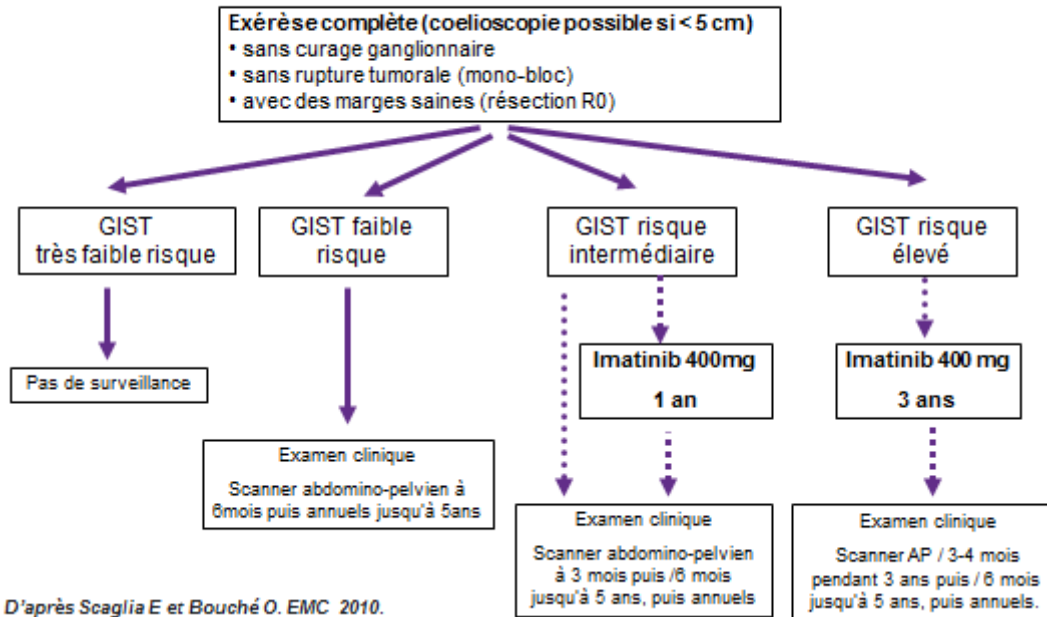 Exérèse complète (coelioscopie possible si < 5 cm)
• sans curage ganglionnaire
• sans rupture tumorale (mono-bloc)
• avec des marges saines (résection R0)
GIST
très faible risque
GIST faible
risque
GIST risque
intermédiaire
GIST risque
élevé
Pas de surveillance
Imatinib 400mg
1 an
Imatinib 400 mg
3 ans
Examen clinique
Scanner abdomino-pelvien à
6mois puis annuels jusqu'à 5ans
Examen clinique
Scanner abdomino-pelvien
à 3 mois puis /6 mois
jusqu'à 5 ans, puis annuels
Examen clinique
Scanner AP / 3-4 mois
pendant 3 ans puis / 6 mois
jusqu'à 5 ans, puis annuels.
D'après Scaglia E et Bouché O. EMC 2010.